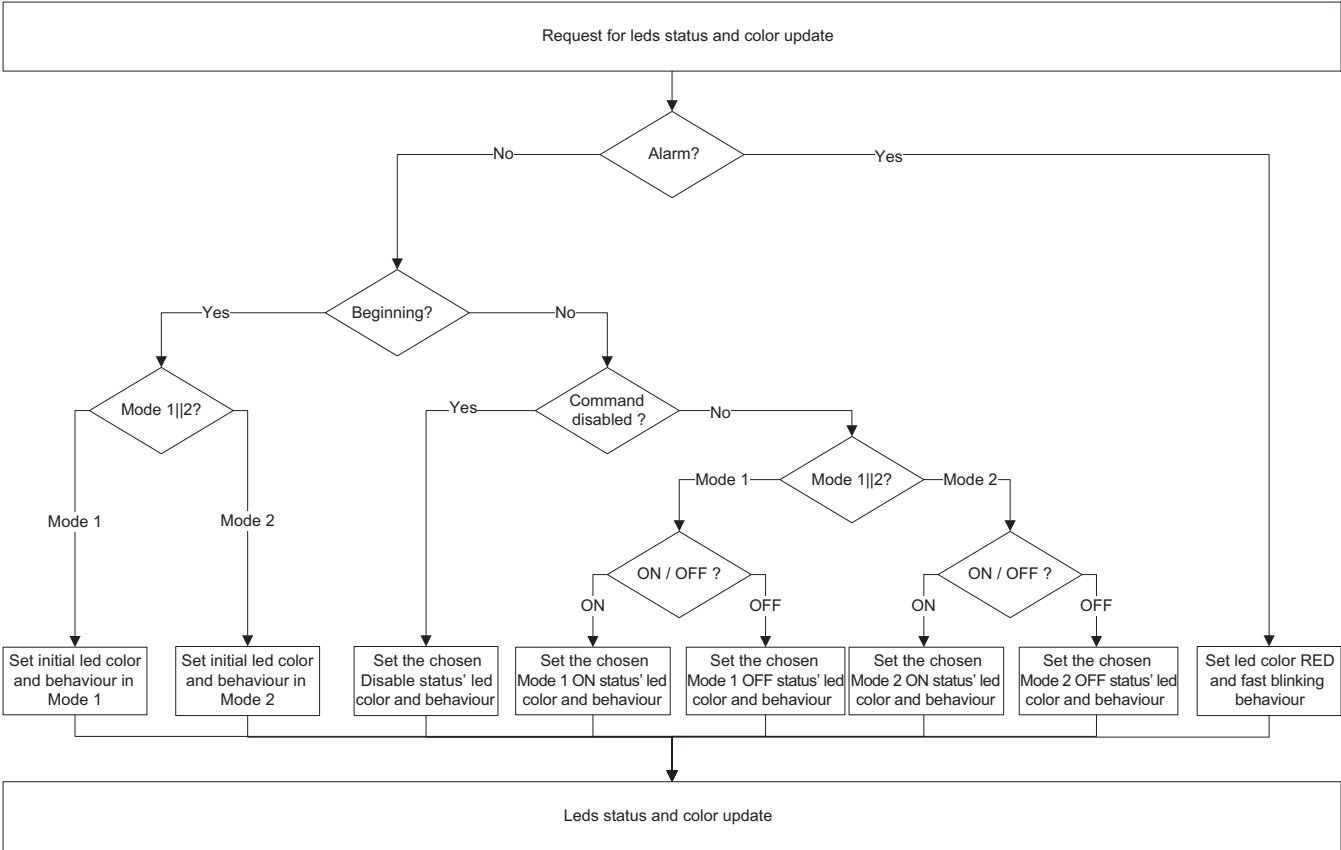 Request for leds status and color update
Alarm?
No
Yes
Beginning?
Yes
No
Mode 1||2?
Command
disabled ?
Yes
No
Mode 1||2?
Mode 1
Mode 2
Mode 1
Mode 2
ON / OFF ?
ON / OFF ?
ON
OFF
ON
OFF
Set initial led color
and behaviour in
Mode 1
Set initial led color
and behaviour in
Mode 2
Set the chosen
Disable status’ led
color and behaviour
Set the chosen
Mode 1 ON status’ led
color and behaviour
Set the chosen
Mode 1 OFF status’ led
color and behaviour
Set the chosen
Mode 2 ON status’ led
color and behaviour
Set the chosen
Mode 2 OFF status’ led
color and behaviour
Set led color RED
and fast blinking
behaviour
Leds status and color update